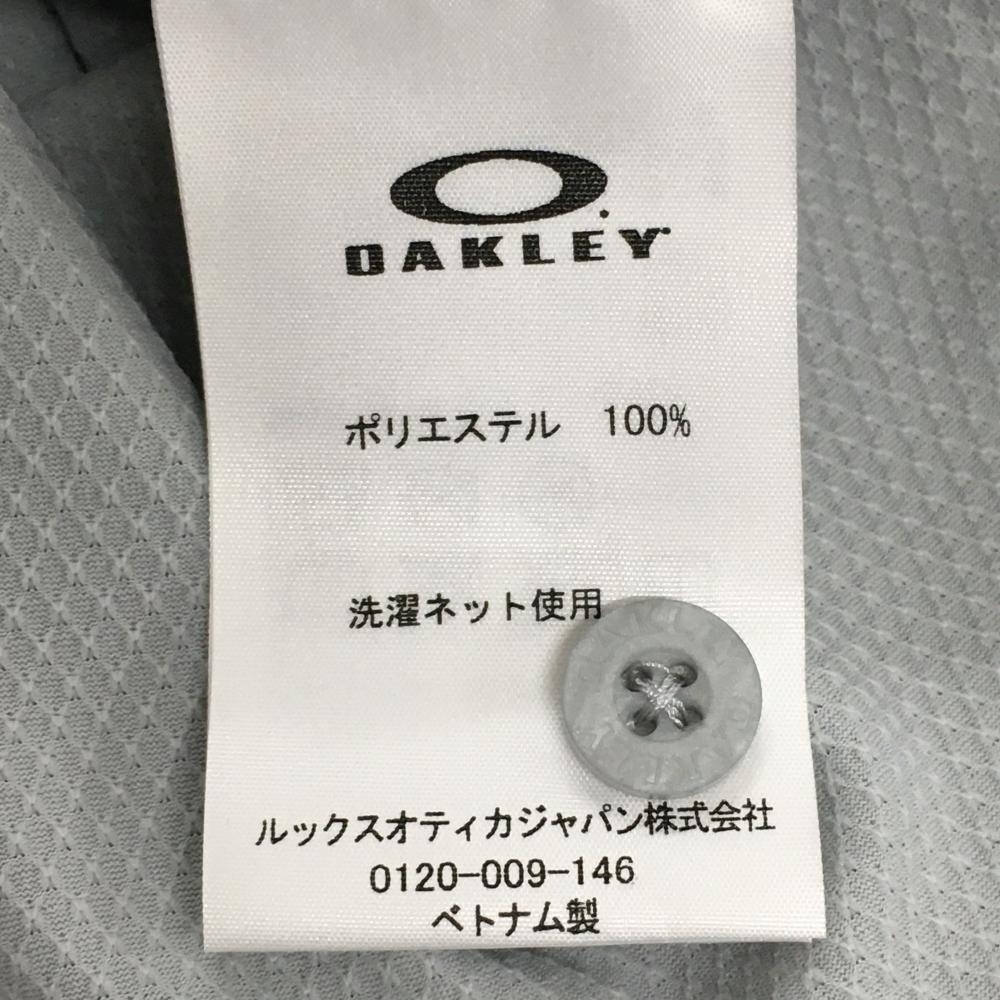 OAKLEY
ポリエステル 100%
洗濯ネット使用
ルックスオティカジャパン株式会社
0120-009-146
ベトナム製